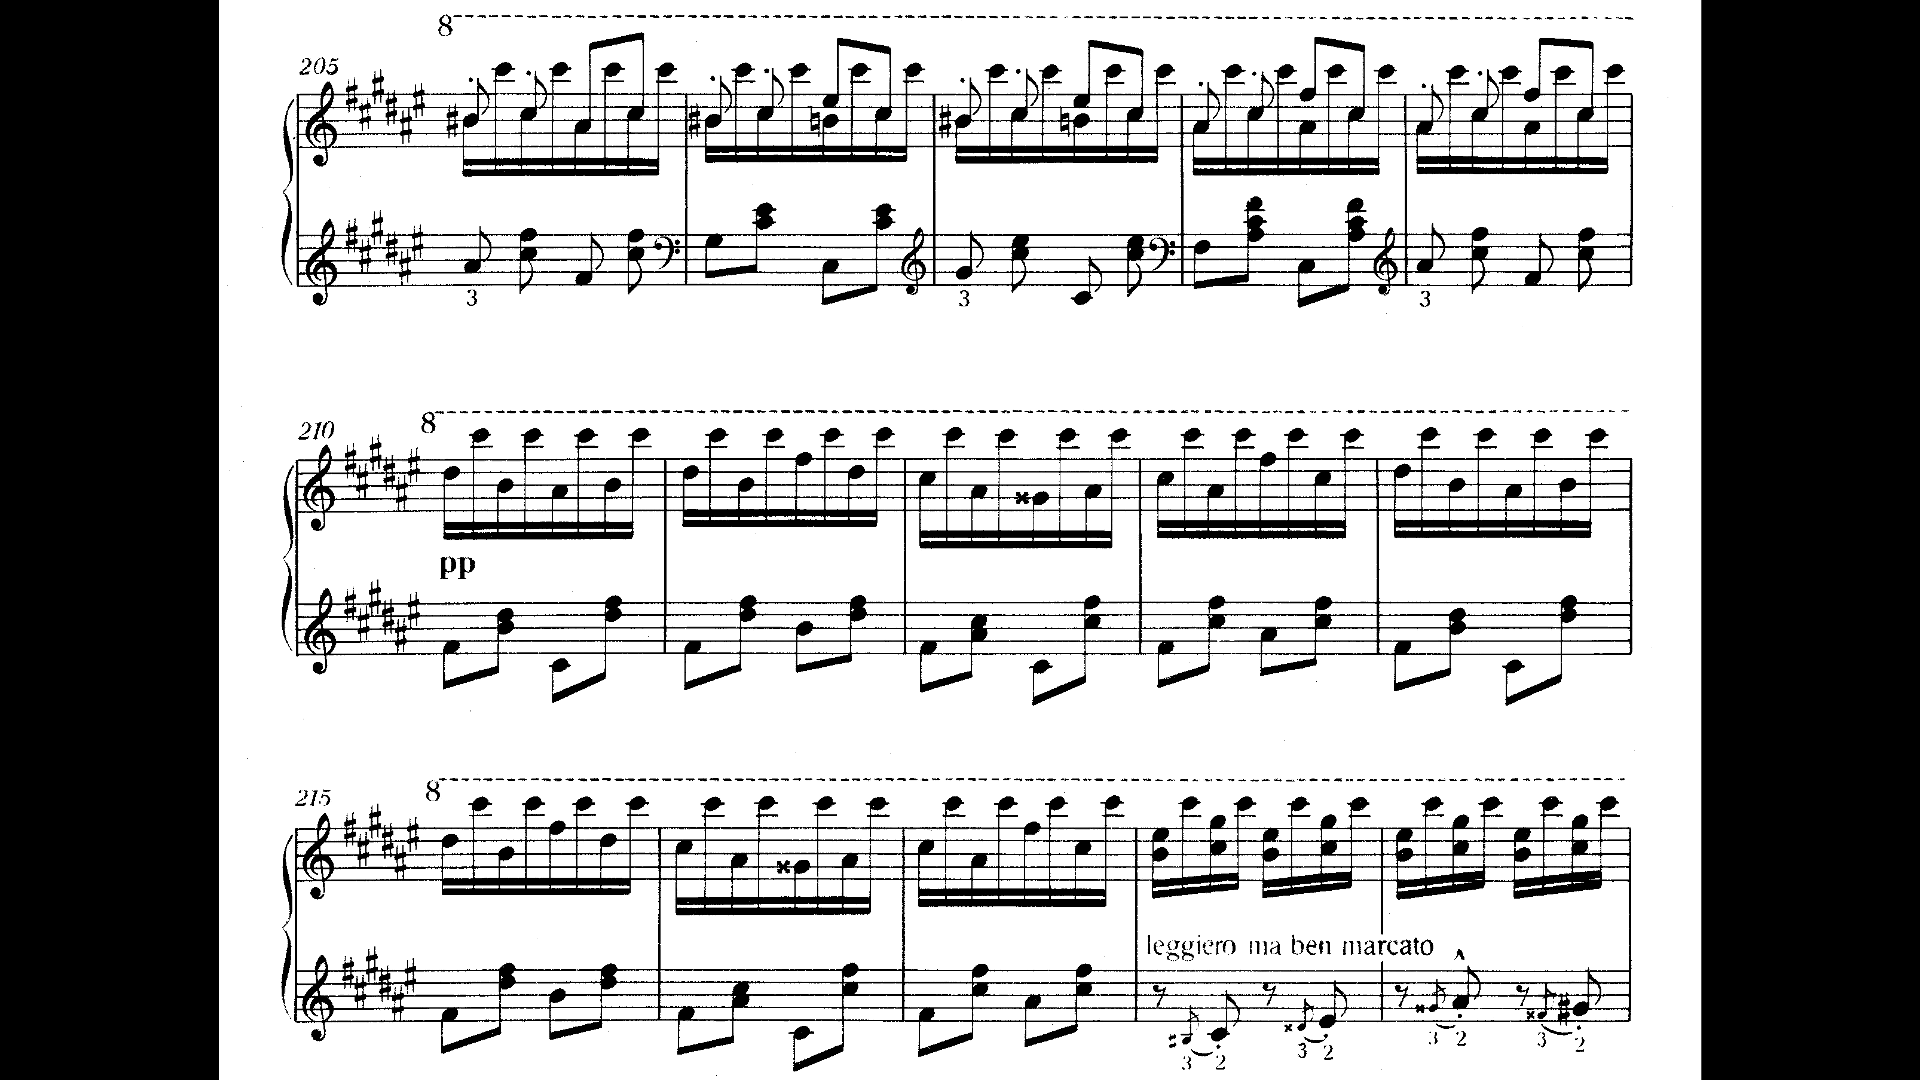 8
205
3 3 3
8
210
pp
8
215
leggiero ma ben marcato
3 2 3 2 3 2 3 2